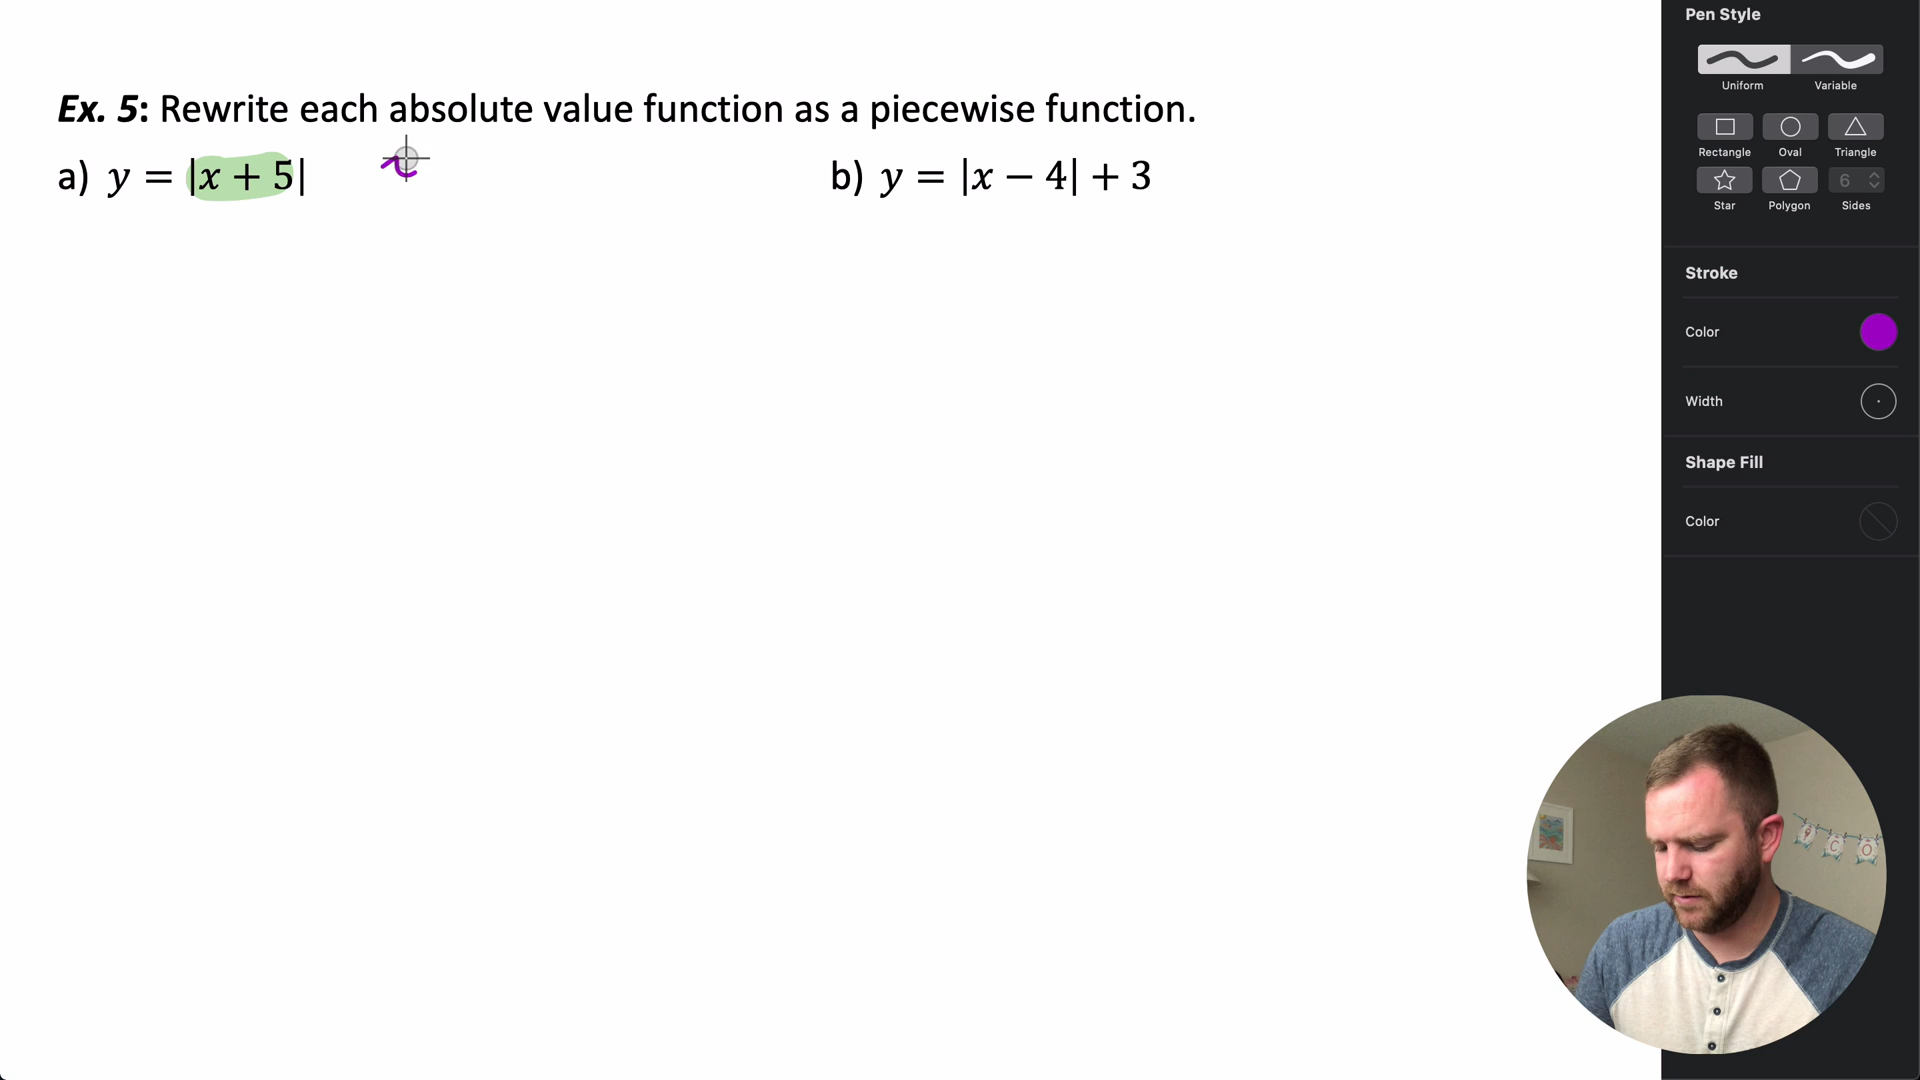 Ex. 5: Rewrite each absolute value function as a piecewise function.
a) y = |x + 5|
b) y = |x − 4| + 3
Pen Style
Uniform Variable
Rectangle Oval Triangle
6
Star Polygon Sides
Stroke
Color
Width
Shape Fill
Color
C O